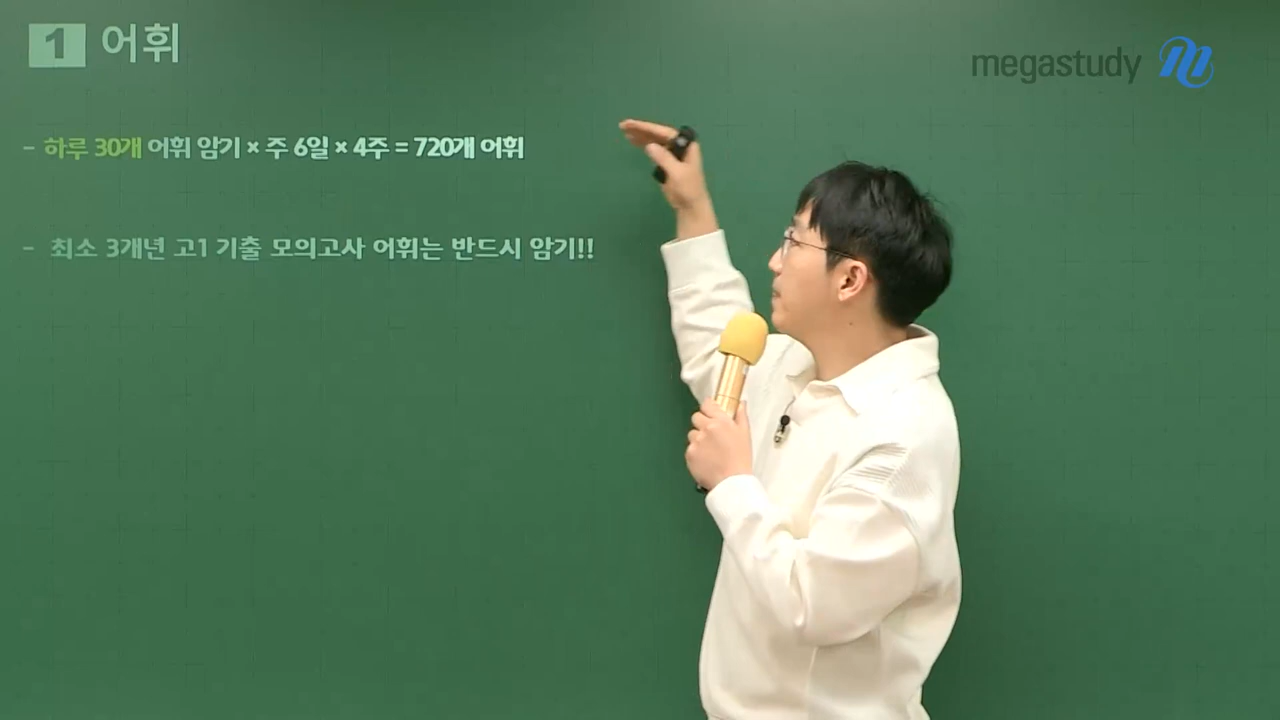 1 어휘
megastudy
- 하루 30개 어휘 암기 × 주 6일 × 4주 = 720개 어휘
- 최소 3개년 고1 기출 모의고사 어휘는 반드시 암기!!